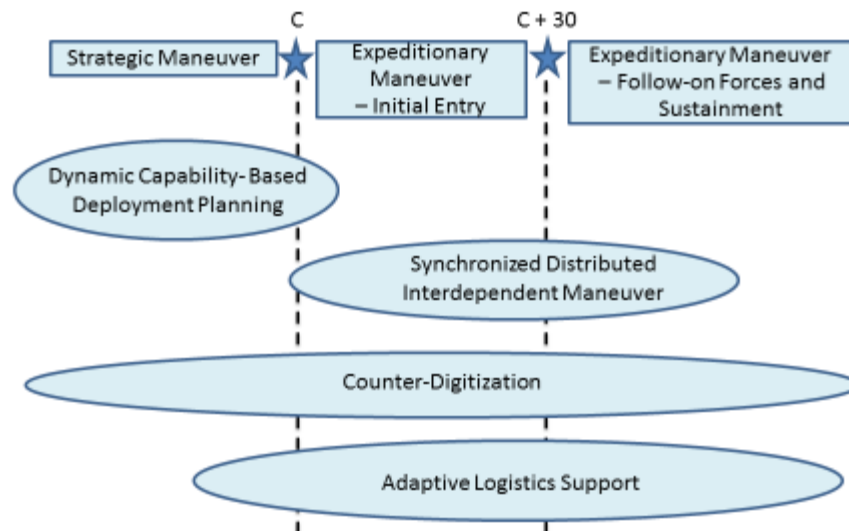 C
C + 30
Strategic Maneuver
Expeditionary
Maneuver
– Initial Entry
Expeditionary Maneuver
– Follow-on Forces and
Sustainment
Dynamic Capability- Based
Deployment Planning
Synchronized Distributed
Interdependent Maneuver
Counter-Digitization
Adaptive Logistics Support